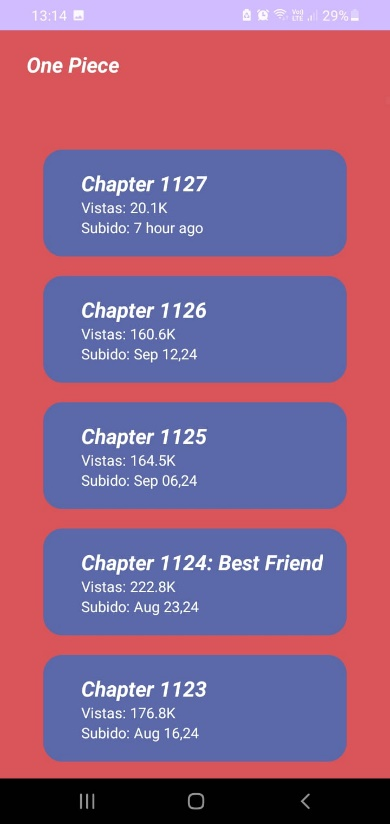 13:14
29%
One Piece
Chapter 1127
Vistas: 20.1K
Subido: 7 hour ago
Chapter 1126
Vistas: 160.6K
Subido: Sep 12,24
Chapter 1125
Vistas: 164.5K
Subido: Sep 06,24
Chapter 1124: Best Friend
Vistas: 222.8K
Subido: Aug 23,24
Chapter 1123
Vistas: 176.8K
Subido: Aug 16,24